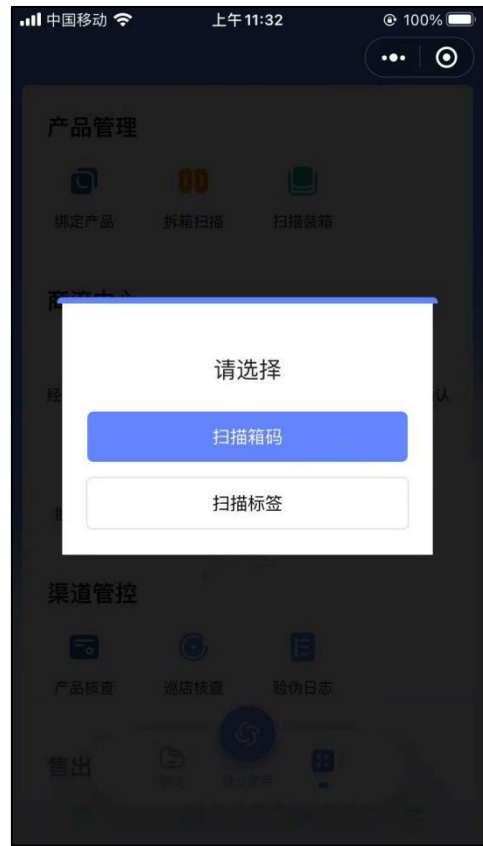 中国移动 上午11:32 100%
产品管理
绑定产品 拆箱扫描 扫描装箱
请选择
扫描箱码
扫描标签
渠道管控
产品核查 巡店核查 验伪日志
售出